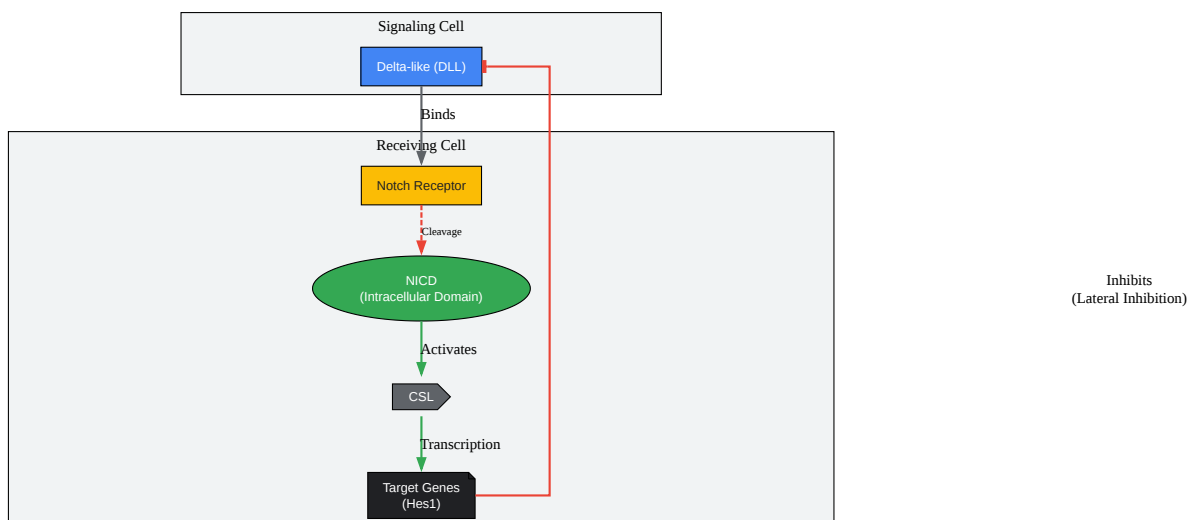 Signaling Cell
Delta-like (DLL)
Binds
Receiving Cell
Notch Receptor
Cleavage
NICD
(Intracellular Domain)
Inhibits
(Lateral Inhibition)
Activates
CSL
Transcription
Target Genes
(Hes1)